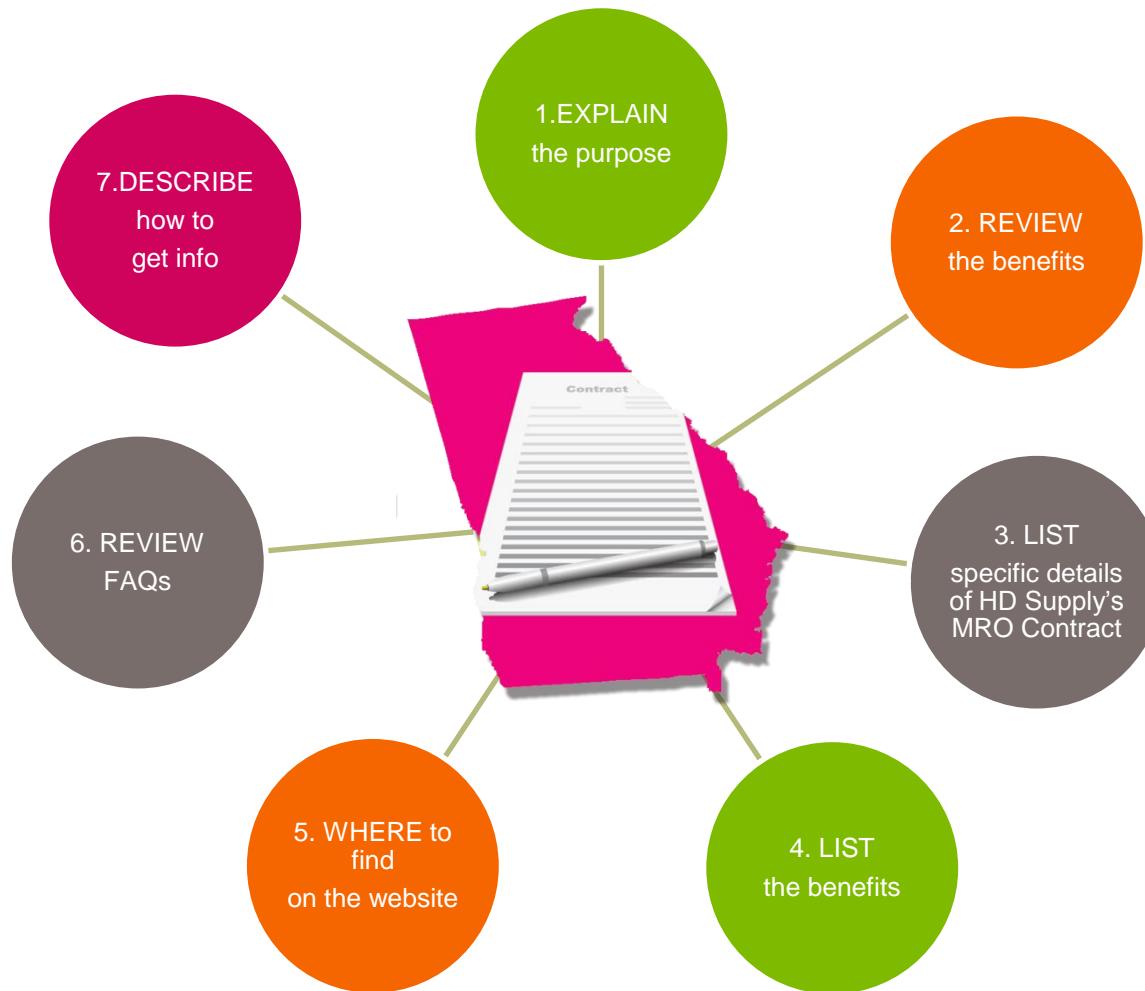 1.EXPLAIN
the purpose
2. REVIEW
the benefits
3. LIST
specific details
of HD Supply’s
MRO Contract
4. LIST
the benefits
5. WHERE to
find
on the website
6. REVIEW
FAQs
7.DESCRIBE
how to
get info
Contract